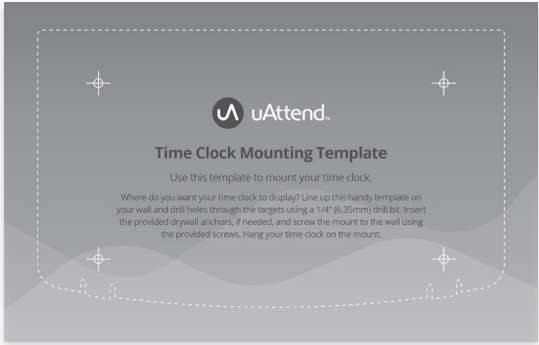 uAttend™
Time Clock Mounting Template
Use this template to mount your time clock.
Where do you want your time clock to display? Line up this handy template on
your wall and drill holes through the targets using a 1/4" (6.35mm) drill bit. Insert
the provided drywall anchors, if needed, and screw the mount to the wall using
the provided screws. Hang your time clock on the mount.